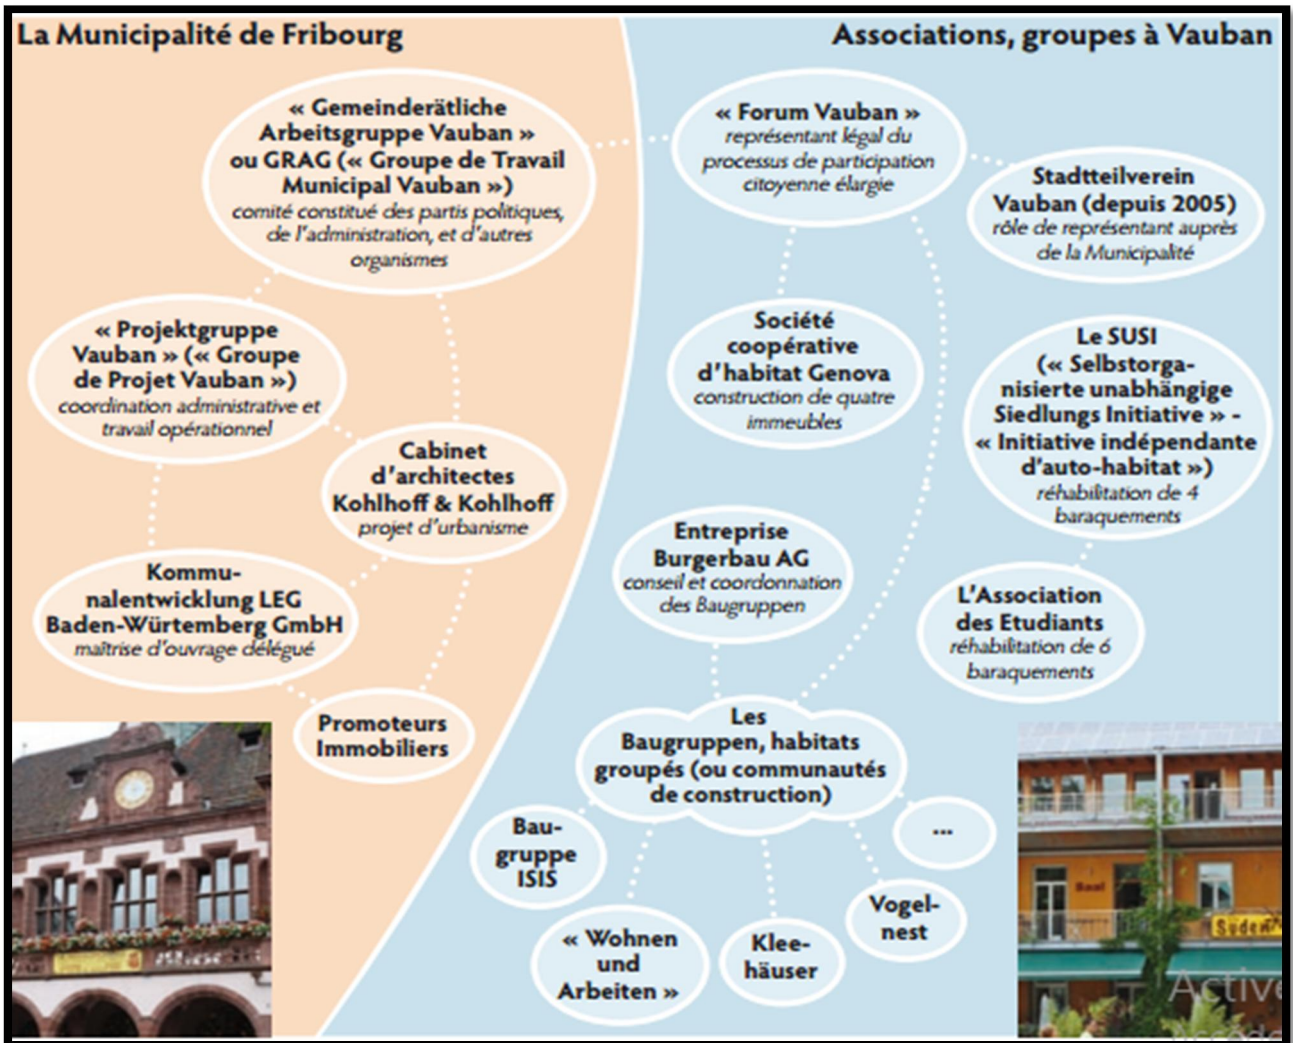 La Municipalité de Fribourg
Associations, groupes à Vauban
« Gemeinderätliche
Arbeitsgruppe Vauban »
ou GRAG (« Groupe de Travail
Municipal Vauban »)
comité constitué des partis politiques,
de l'administration, et d'autres
organismes
« Projektgruppe
Vauban » (« Groupe
de Projet Vauban »)
coordination administrative et
travail opérationnel
Cabinet
d'architectes
Kohlhoff & Kohlhoff
projet d'urbanisme
Kommu-
nalentwicklung LEG
Baden-Würtemberg GmbH
maîtrise d'ouvrage délégué
Promoteurs
Immobiliers
« Forum Vauban »
représentant légal du
processus de participation
citoyenne élargie
Stadtteilverein
Vauban (depuis 2005)
rôle de représentant auprès
de la Municipalité
Société
coopérative
d'habitat Genova
construction de quatre
immeubles
Le SUSI
(« Selbstorga-
nisierte unabhängige
Siedlungs Initiative » -
« Initiative indépendante
d'auto-habitat »)
réhabilitation de 4
baraquements
Entreprise
Burgerbau AG
conseil et coordonnation
des Baugruppen
L'Association
des Etudiants
réhabilitation de 6
baraquements
Les
Baugruppen, habitats
groupés (ou communautés
de construction)
Bau-
gruppe
ISIS
« Wohnen
und
Arbeiten »
Klee-
häuser
Vogel-
nest
...